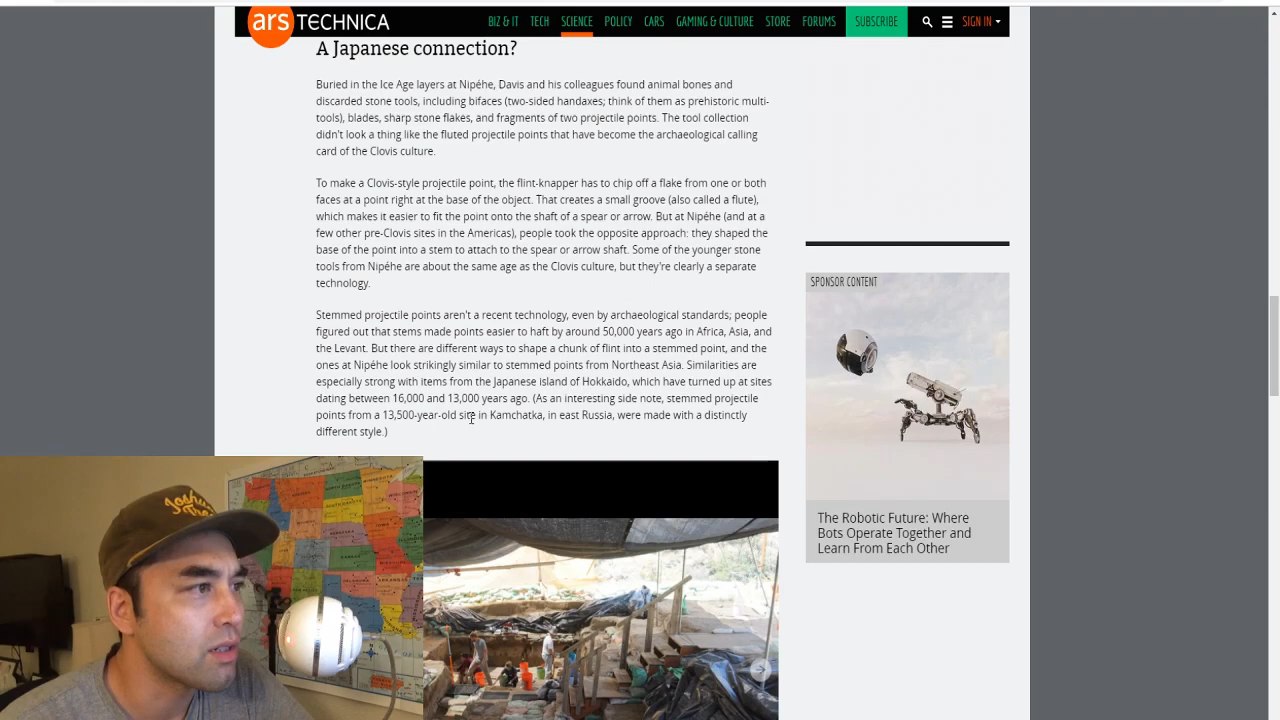 ars TECHNICA
BIZ & IT TECH SCIENCE POLICY CARS GAMING & CULTURE STORE FORUMS SUBSCRIBE SIGN IN
A Japanese connection?
Buried in the Ice Age layers at Nipéhe, Davis and his colleagues found animal bones and
discarded stone tools, including bifaces (two-sided handaxes; think of them as prehistoric multi-
tools), blades, sharp stone flakes, and fragments of two projectile points. The tool collection
didn't look a thing like the fluted projectile points that have become the archaeological calling
card of the Clovis culture.
To make a Clovis-style projectile point, the flint-knapper has to chip off a flake from one or both
faces at a point right at the base of the object. That creates a small groove (also called a flute),
which makes it easier to fit the point onto the shaft of a spear or arrow. But at Nipéhe (and at a
few other pre-Clovis sites in the Americas), people took the opposite approach: they shaped the
base of the point into a stem to attach to the spear or arrow shaft. Some of the younger stone
tools from Nipéhe are about the same age as the Clovis culture, but they're clearly a separate
technology.
Stemmed projectile points aren't a recent technology, even by archaeological standards; people
figured out that stems made points easier to haft by around 50,000 years ago in Africa, Asia, and
the Levant. But there are different ways to shape a chunk of flint into a stemmed point, and the
ones at Nipéhe look strikingly similar to stemmed points from Northeast Asia. Similarities are
especially strong with items from the Japanese island of Hokkaido, which have turned up at sites
dating between 16,000 and 13,000 years ago. (As an interesting side note, stemmed projectile
points from a 13,500-year-old site in Kamchatka, in east Russia, were made with a distinctly
different style.)
SPONSOR CONTENT
The Robotic Future: Where
Bots Operate Together and
Learn From Each Other
Joshua